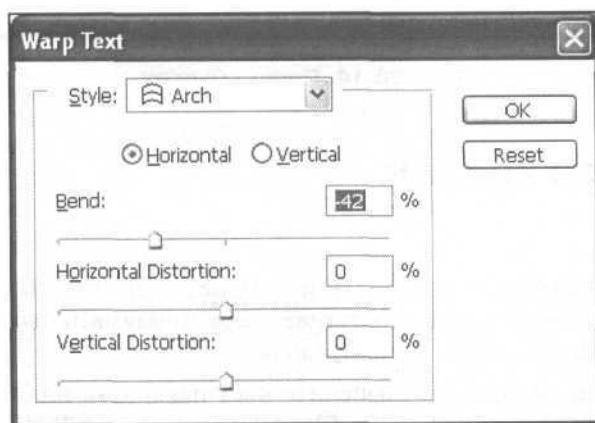 Warp Text
Style: Arch
OK
Horizontal Vertical
Reset
Bend: -42 %
Horizontal Distortion: 0 %
Vertical Distortion: 0 %